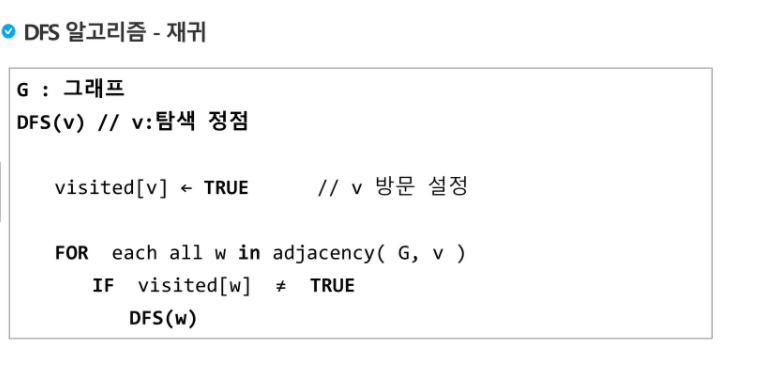 DFS 알고리즘 - 재귀
G : 그래프
DFS(v) // v:탐색 정점
visited[v] ← TRUE // v 방문 설정
FOR each all w in adjacency( G, v )
IF visited[w] ≠ TRUE
DFS(w)